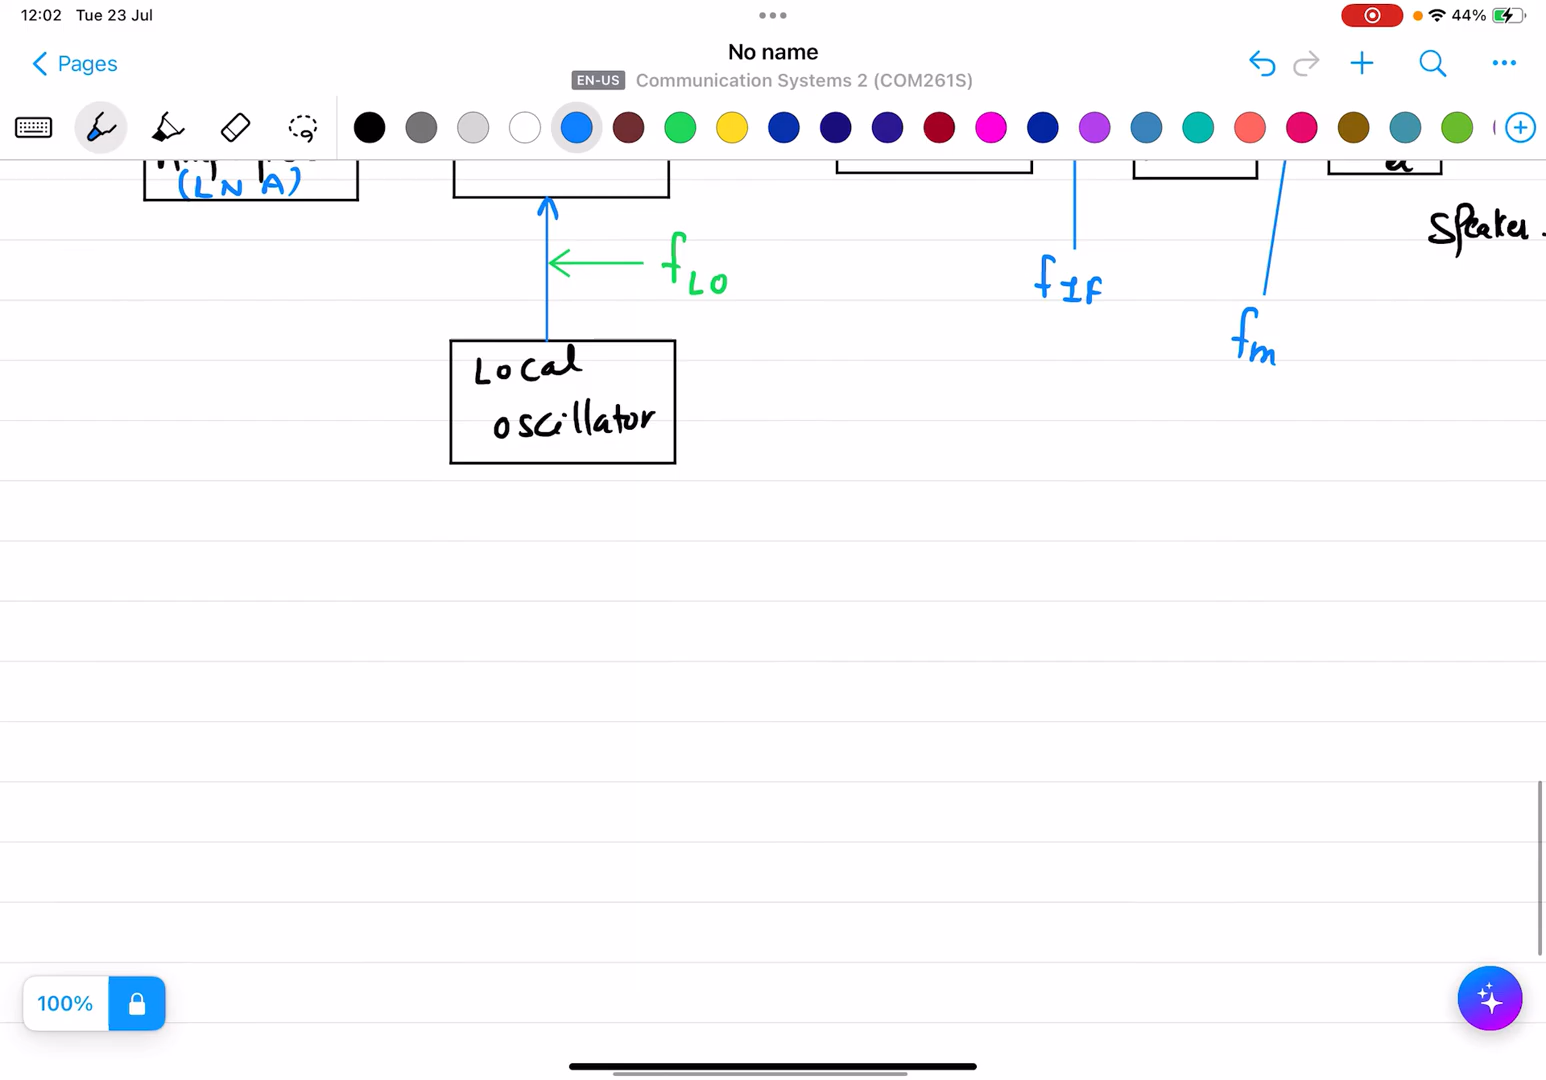 12:02 Tue 23 Jul
44%
Pages
No name
EN-US Communication Systems 2 (COM261S)
(LNA)
Speaker.
fLO
fIF
fm
Local
oscillator
100%